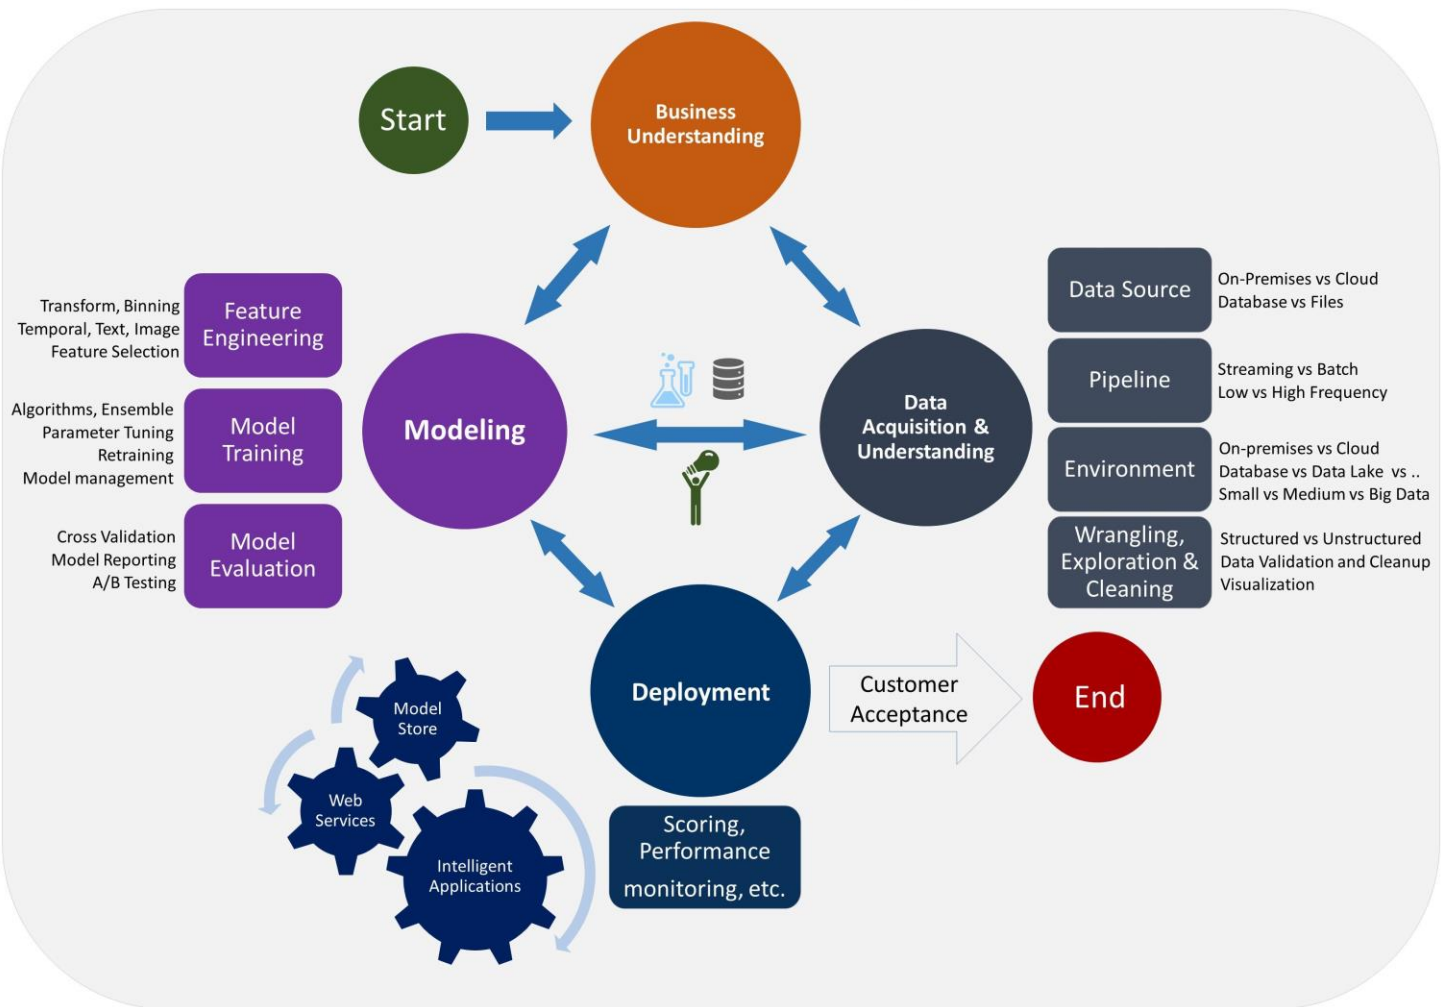 Start
Business
Understanding
Transform, Binning
Temporal, Text, Image
Feature Selection
Feature
Engineering
Algorithms, Ensemble
Parameter Tuning
Retraining
Model management
Model
Training
Cross Validation
Model Reporting
A/B Testing
Model
Evaluation
Modeling
Data
Acquisition &
Understanding
Data Source
On-Premises vs Cloud
Database vs Files
Pipeline
Streaming vs Batch
Low vs High Frequency
Environment
On-premises vs Cloud
Database vs Data Lake vs ..
Small vs Medium vs Big Data
Wrangling,
Exploration &
Cleaning
Structured vs Unstructured
Data Validation and Cleanup
Visualization
Deployment
Customer
Acceptance
End
Model
Store
Web
Services
Intelligent
Applications
Scoring,
Performance
monitoring, etc.